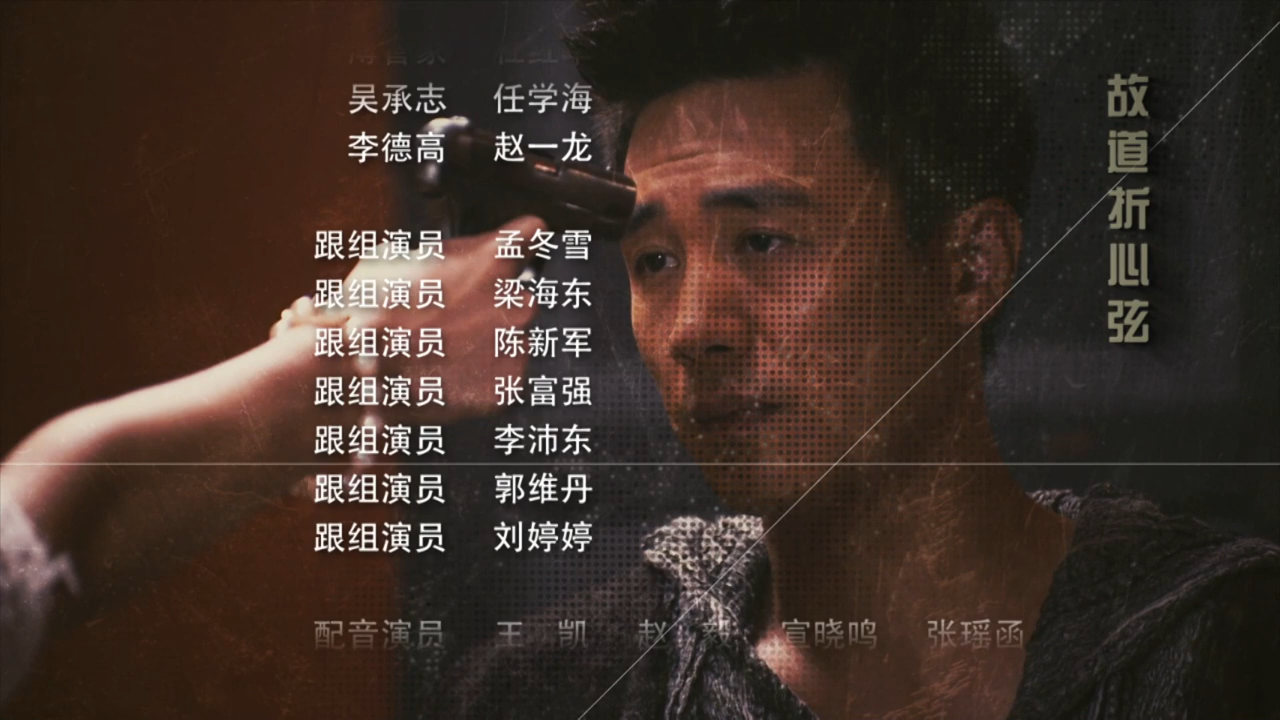 吴承志 任学海
李德高 赵一龙
跟组演员 孟冬雪
跟组演员 梁海东
跟组演员 陈新军
跟组演员 张富强
跟组演员 李沛东
跟组演员 郭维丹
跟组演员 刘婷婷
配音演员 王凯 赵毅 宣晓鸣 张瑶函
故道折心弦